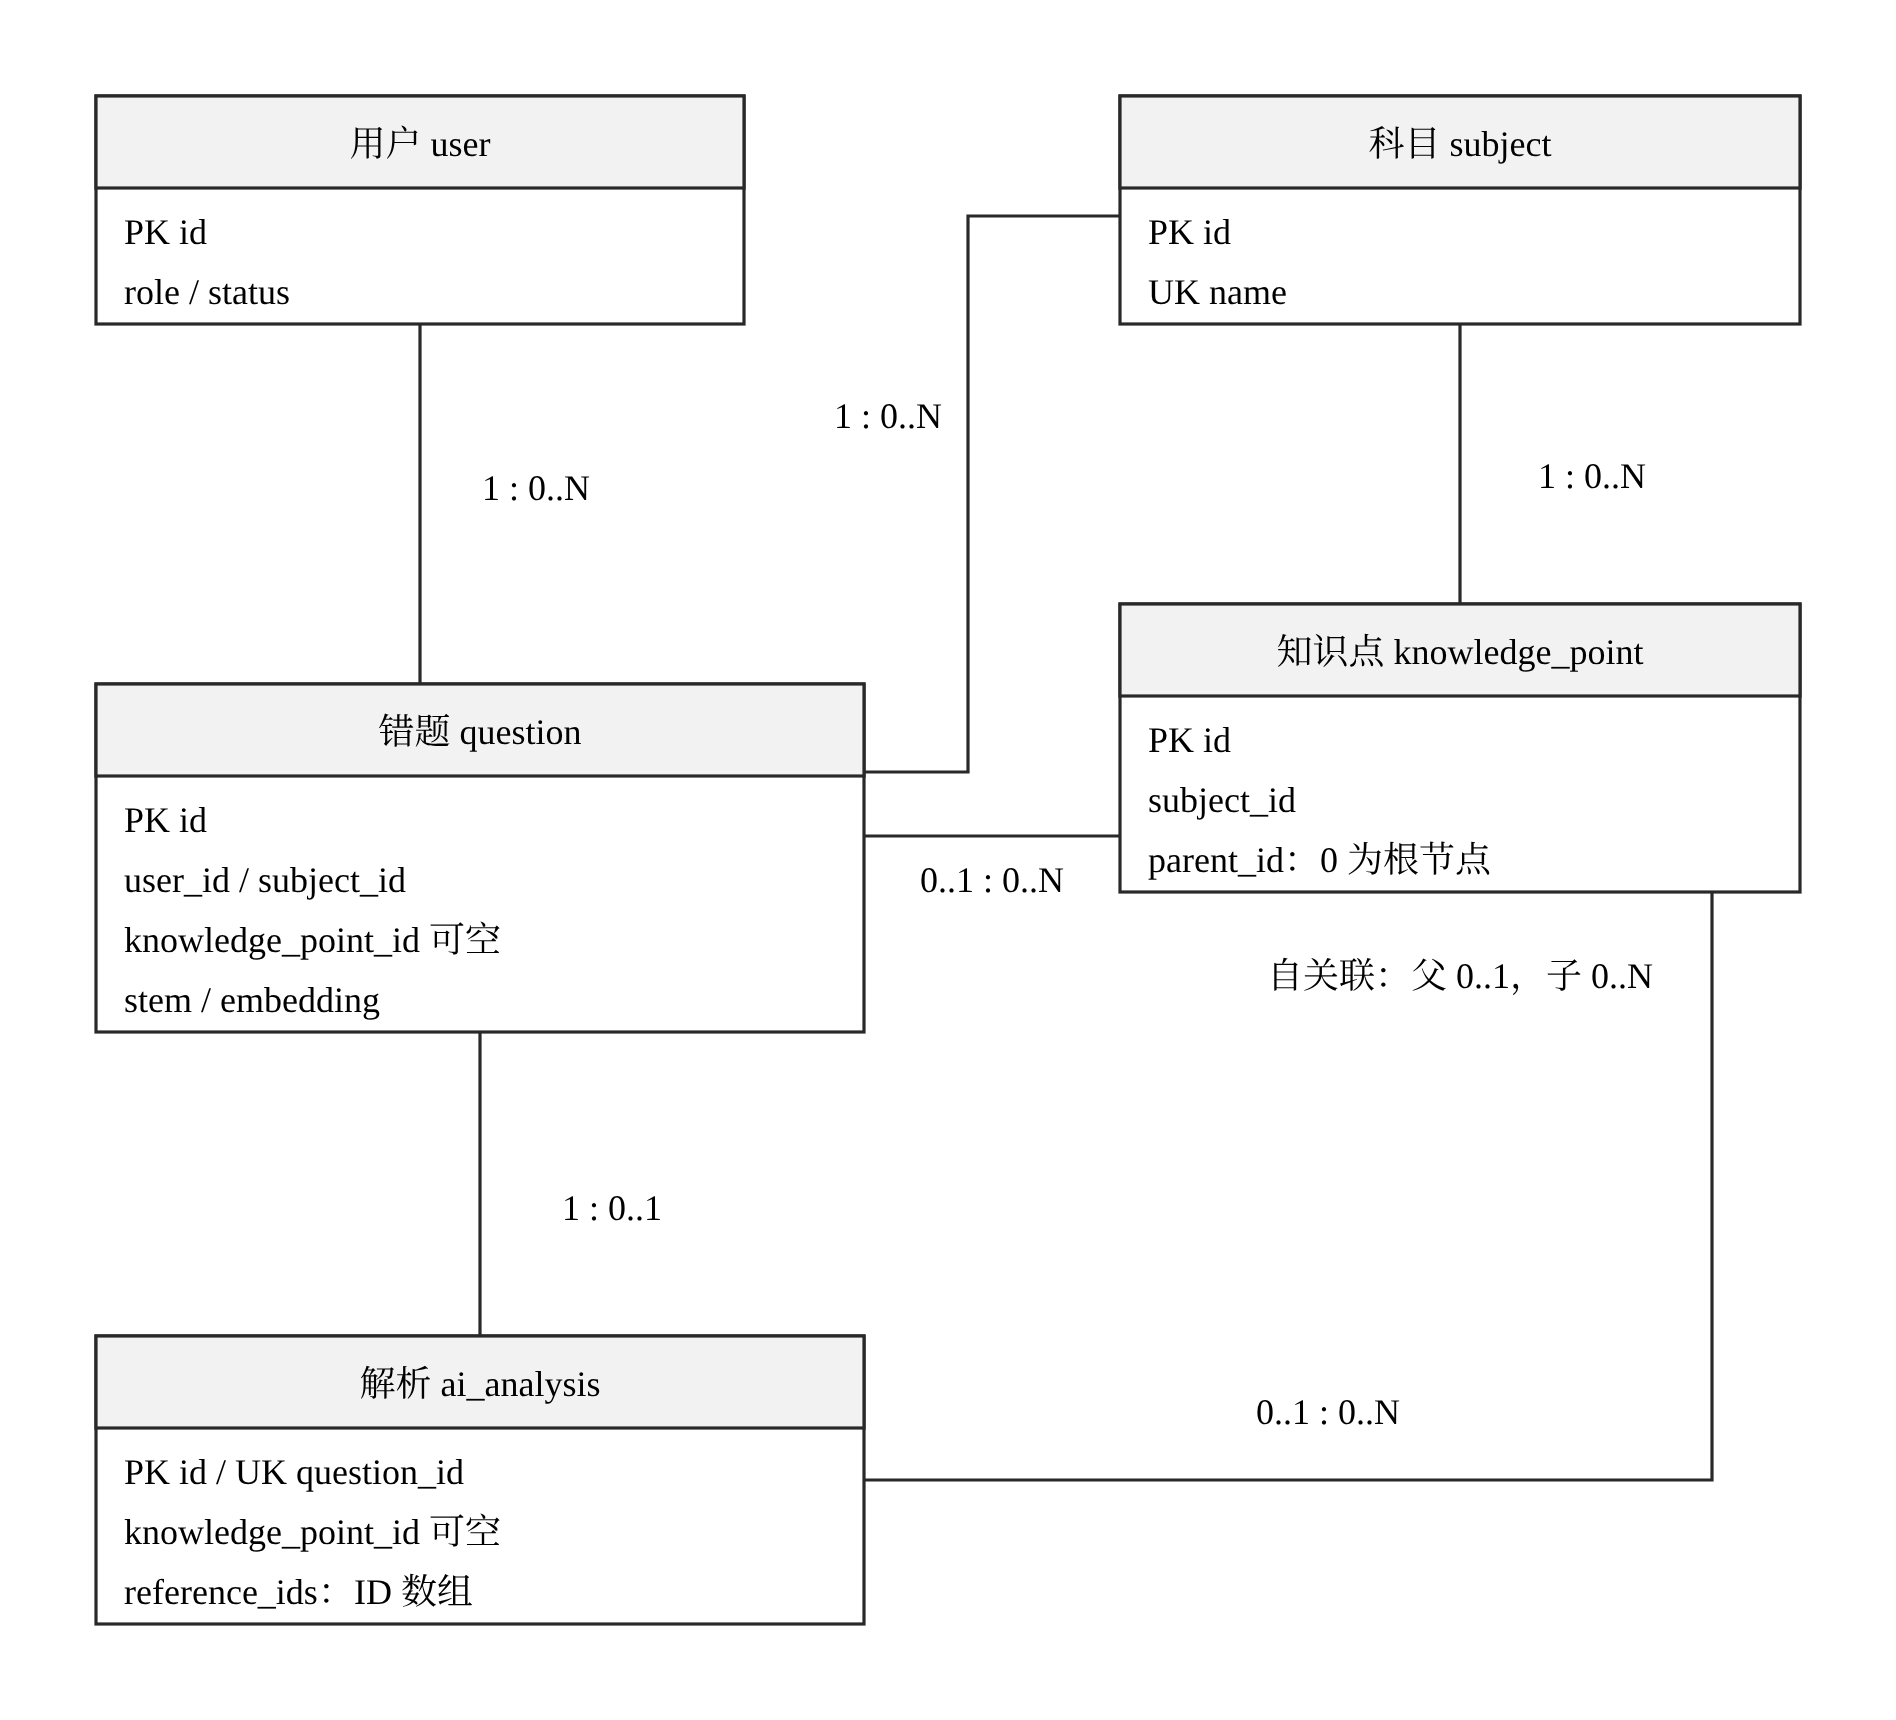 用户 user
PK id
role / status
科目 subject
PK id
UK name
1 : 0..N
1 : 0..N
1 : 0..N
知识点 knowledge_point
PK id
subject_id
parent_id：0 为根节点
错题 question
PK id
user_id / subject_id
knowledge_point_id 可空
stem / embedding
0..1 : 0..N
自关联：父 0..1，子 0..N
1 : 0..1
解析 ai_analysis
PK id / UK question_id
knowledge_point_id 可空
reference_ids：ID 数组
0..1 : 0..N